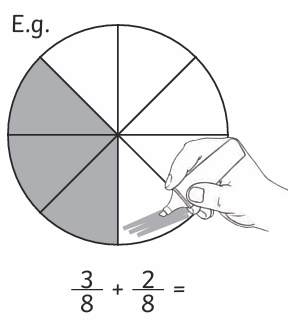 E.g.
3/8 + 2/8 =